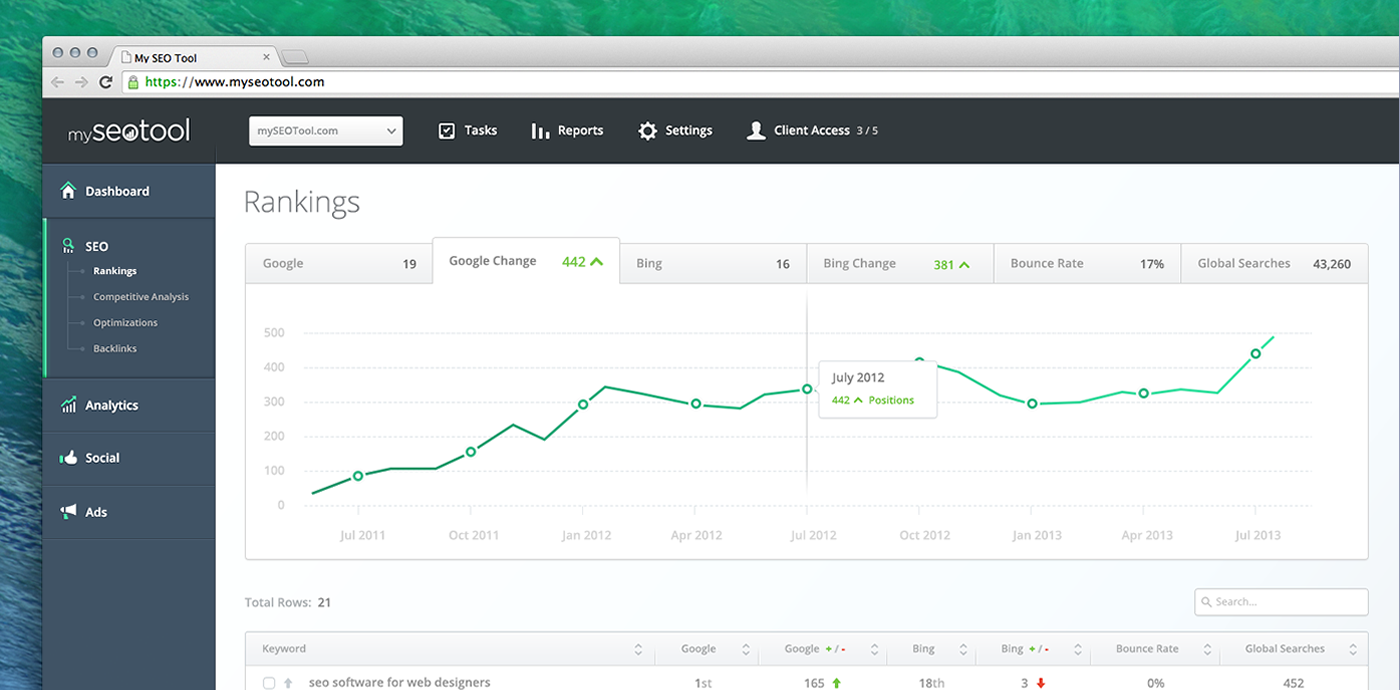 My SEO Tool
https://www.myseotool.com
myseotool
mySEOTool.com
Tasks
Reports
Settings
Client Access 3 / 5
Dashboard
SEO
Rankings
Competitive Analysis
Optimizations
Backlinks
Analytics
Social
Ads
Rankings
Google 19
Google Change 442
Bing 16
Bing Change 381
Bounce Rate 17%
Global Searches 43,260
500
400
300
200
100
0
July 2012
442 Positions
Jul 2011 Oct 2011 Jan 2012 Apr 2012 Jul 2012 Oct 2012 Jan 2013 Apr 2013 Jul 2013
Total Rows: 21
Search...
Keyword Google Google + / - Bing Bing + / - Bounce Rate Global Searches
seo software for web designers 1st 165 18th 3 0% 452